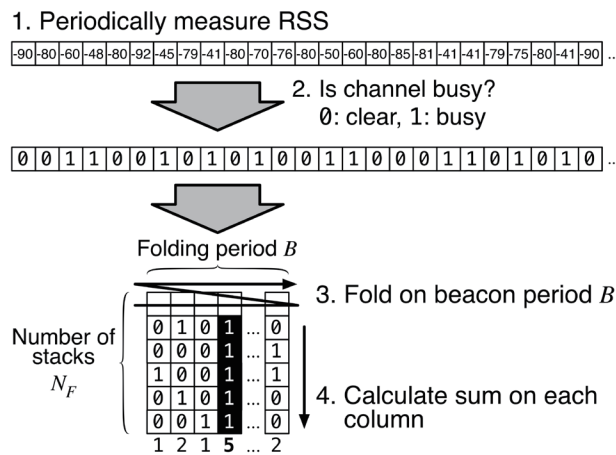 1. Periodically measure RSS
-90 -80 -60 -48 -80 -92 -45 -79 -41 -80 -70 -76 -80 -50 -60 -80 -85 -81 -41 -41 -79 -75 -80 -41 -90 ...
2. Is channel busy?
0: clear, 1: busy
0 0 1 1 0 0 1 0 1 0 1 0 0 1 1 0 0 0 1 1 0 1 0 1 0 ...
Folding period B
3. Fold on beacon period B
Number of
stacks
N_F
0 1 0 1 ... 0
0 0 0 1 ... 1
1 0 0 1 ... 1
0 1 0 1 ... 0
0 0 1 1 ... 0
1 2 1 5 ... 2
4. Calculate sum on each
column